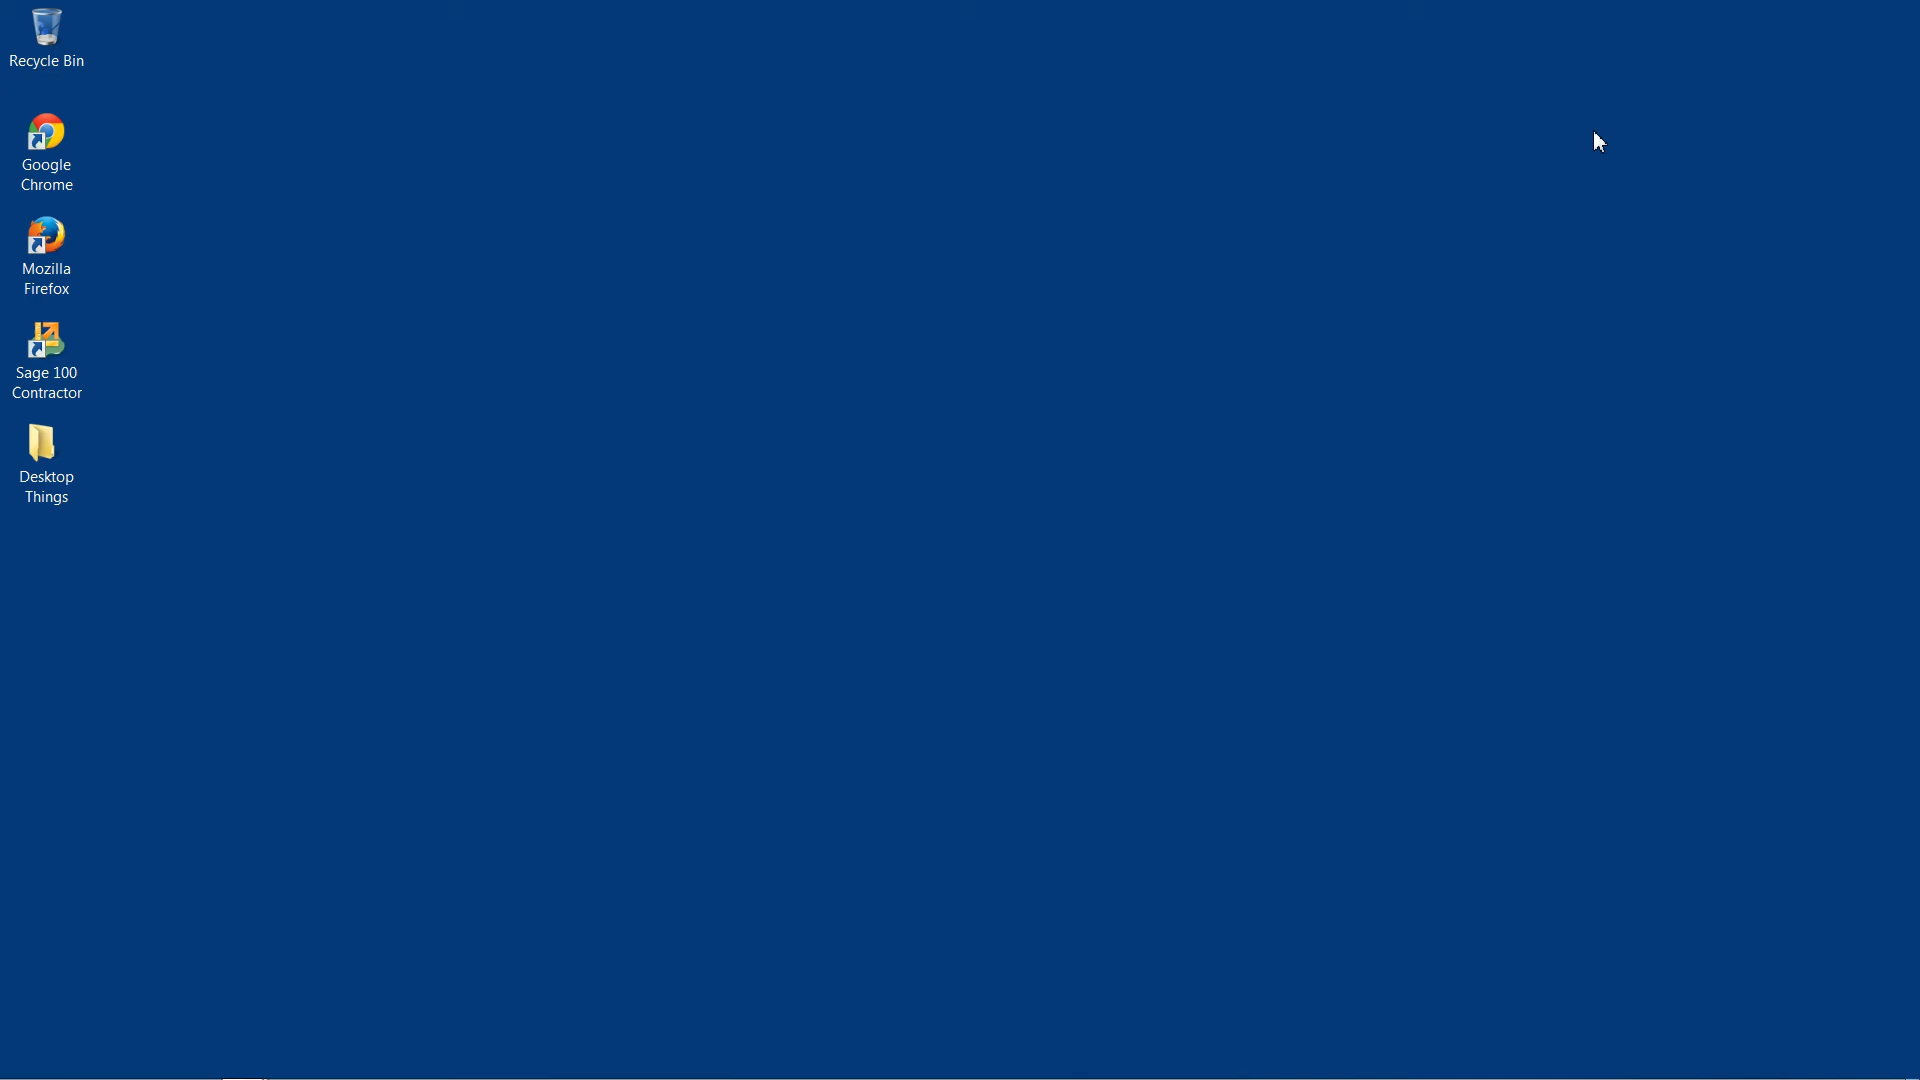 Recycle Bin
Google
Chrome
Mozilla
Firefox
Sage 100
Contractor
Desktop
Things